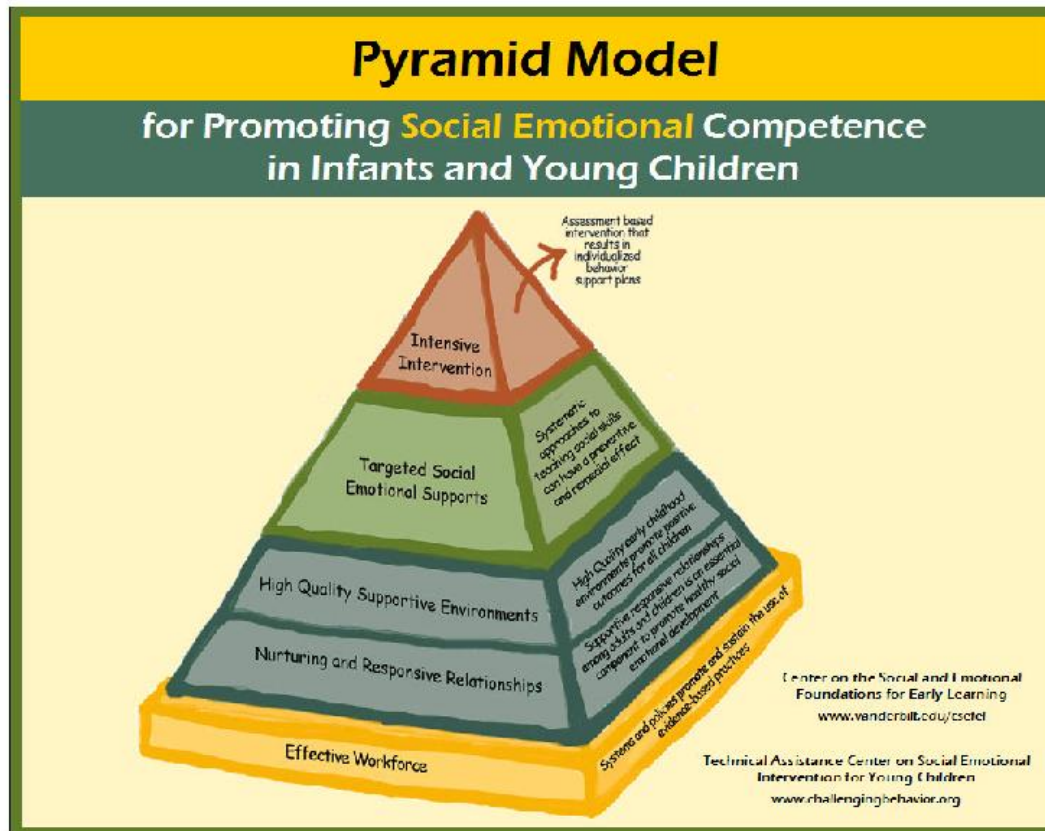 Pyramid Model
for Promoting Social Emotional Competence
in Infants and Young Children
Assessment based
intervention that
results in
individualized
behavior
support plans
Intensive
Intervention
Targeted Social
Emotional Supports
Systematic
approaches to
teaching social skills
can have a preventive
and remedial effect
High Quality Supportive Environments
High Quality early childhood
environments promote positive
outcomes for all children
Nurturing and Responsive Relationships
Supportive responsive relationships
among adults and children is an essential
component to promote healthy social
emotional development
Effective Workforce
Systems and policies promote and sustain the use of
evidence-based practices
Center on the Social and Emotional
Foundations for Early Learning
www.vanderbilt.edu/csefel
Technical Assistance Center on Social Emotional
Intervention for Young Children
www.challengingbehavior.org